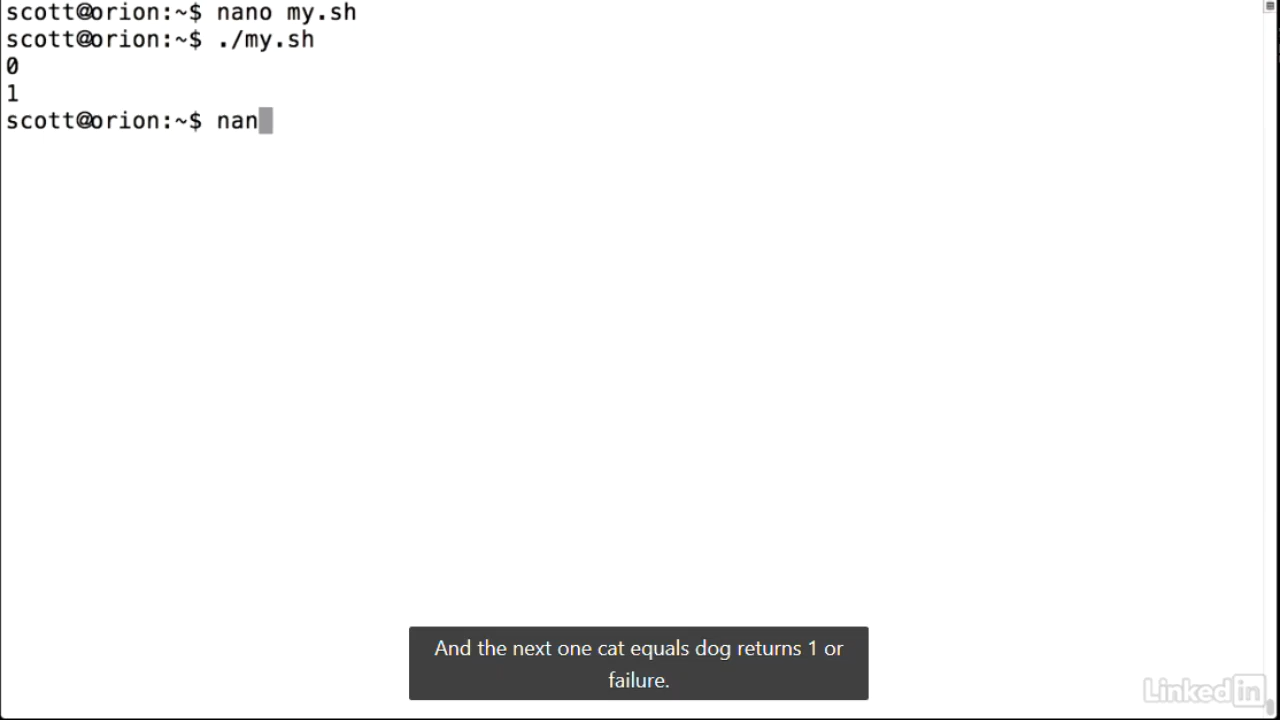 scott@orion:~$ nano my.sh
scott@orion:~$ ./my.sh
0
1
scott@orion:~$ nan
And the next one cat equals dog returns 1 or
failure.
Linkedin